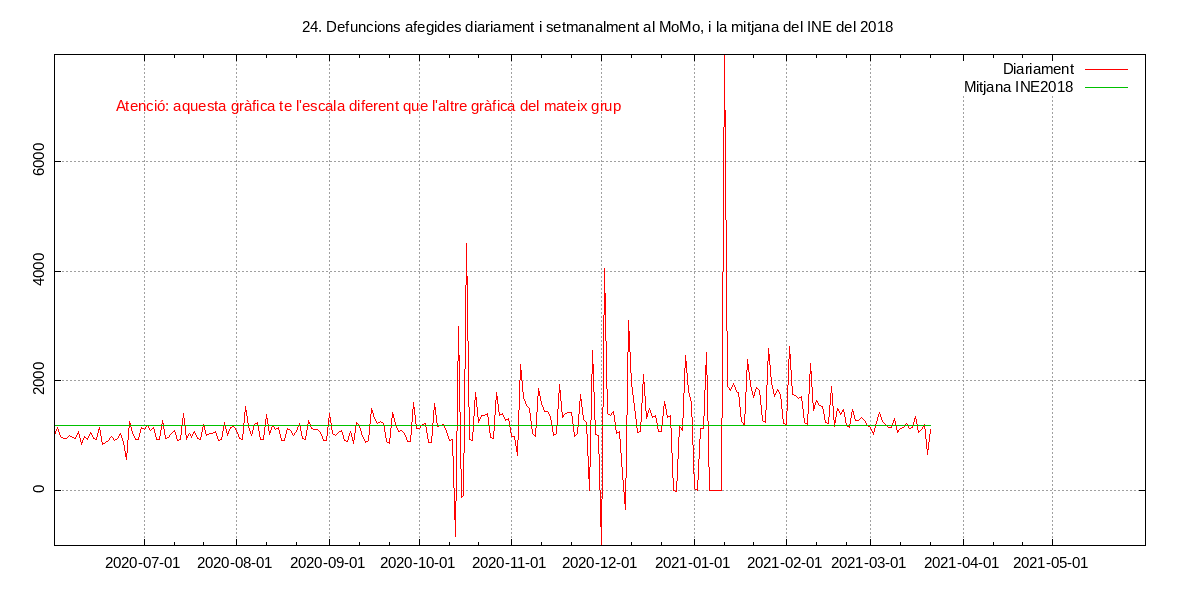 24. Defuncions afegides diariament i setmanalment al MoMo, i la mitjana del INE del 2018
Diariament
Mitjana INE2018
Atenció: aquesta gràfica te l'escala diferent que l'altre gràfica del mateix grup
6000
4000
2000
0
2020-07-01 2020-08-01 2020-09-01 2020-10-01 2020-11-01 2020-12-01 2021-01-01 2021-02-01 2021-03-01 2021-04-01 2021-05-01